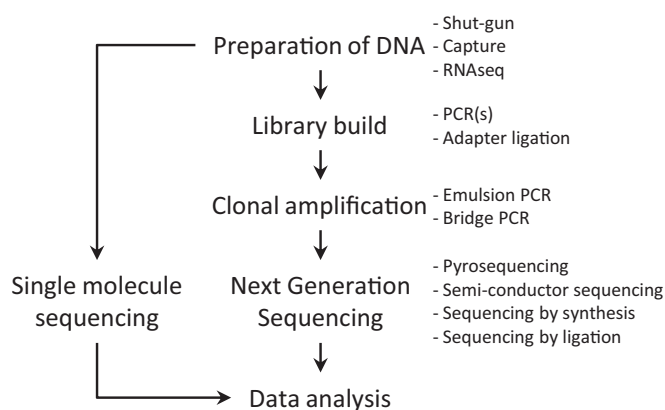 Preparation of DNA
- Shut-gun
- Capture
- RNAseq
Library build
- PCR(s)
- Adapter ligation
Clonal amplification
- Emulsion PCR
- Bridge PCR
Single molecule
sequencing
Next Generation
Sequencing
- Pyrosequencing
- Semi-conductor sequencing
- Sequencing by synthesis
- Sequencing by ligation
Data analysis